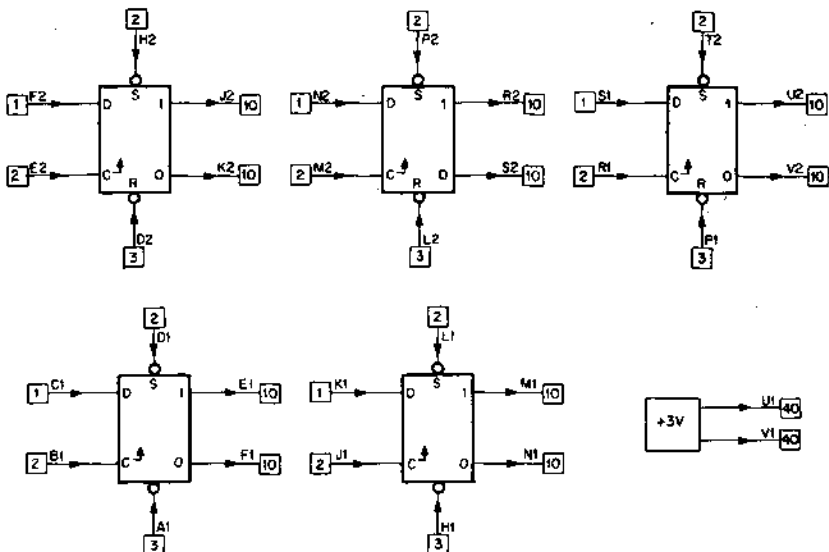 2 2 2
H2 P2 T2
S S S
1 F2 D 1 J2 10 1 N2 D 1 R2 10 1 S1 D 1 U2 10
2 E2 C 0 K2 10 2 M2 C 0 S2 10 2 R1 C 0 V2 10
R R R
D2 L2 P1
3 3 3
2 2
D1 L1
S S
1 C1 D 1 E1 10 1 K1 D 1 M1 10 +3V U1 40
2 B1 C 0 F1 10 2 J1 C 0 N1 10 V1 40
A1 H1
3 3